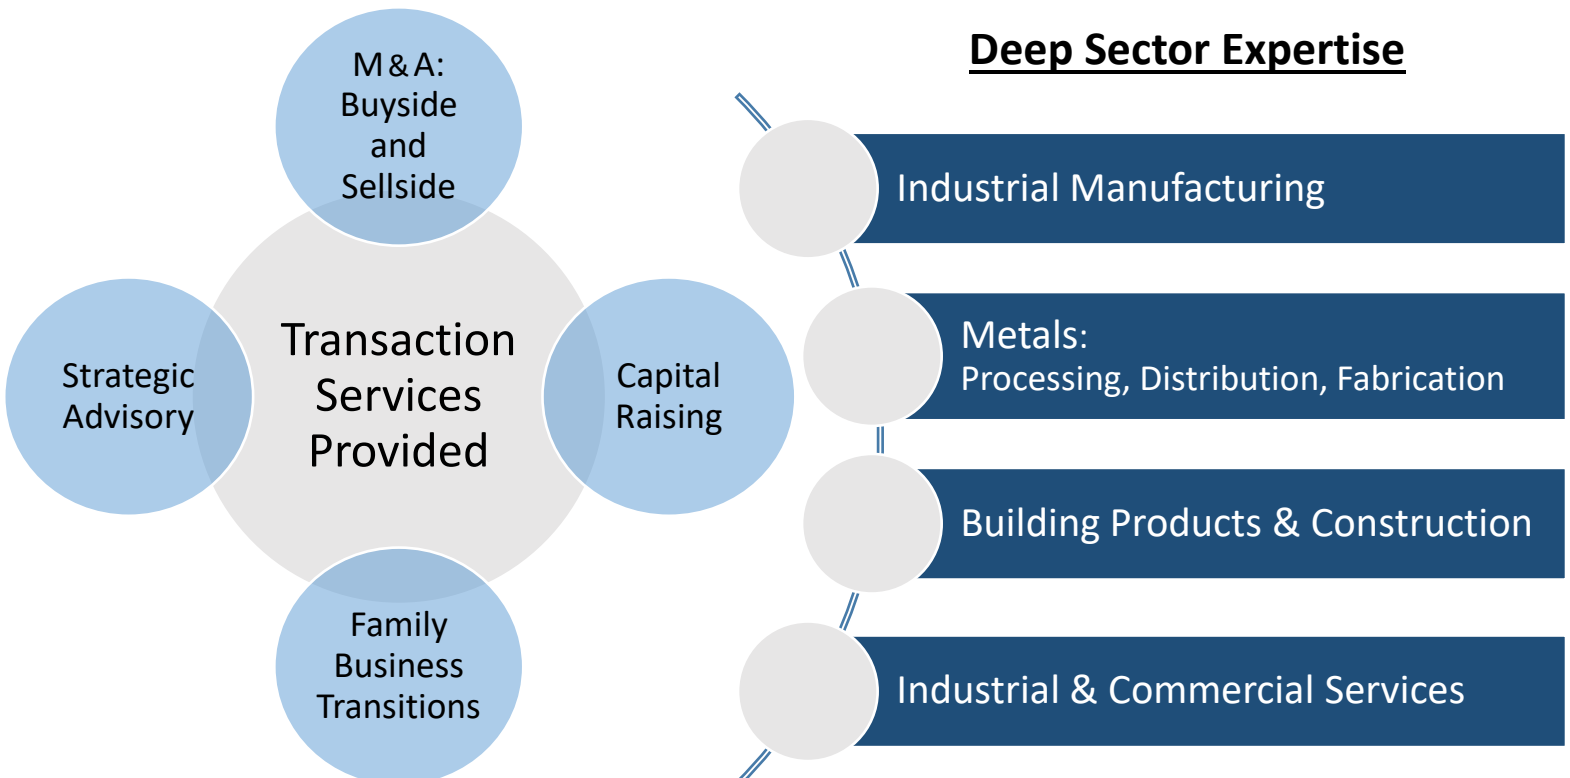 M & A:
Buyside
and
Sellside
Strategic
Advisory
Transaction
Services
Provided
Capital
Raising
Family
Business
Transitions
Deep Sector Expertise
Industrial Manufacturing
Metals:
Processing, Distribution, Fabrication
Building Products & Construction
Industrial & Commercial Services